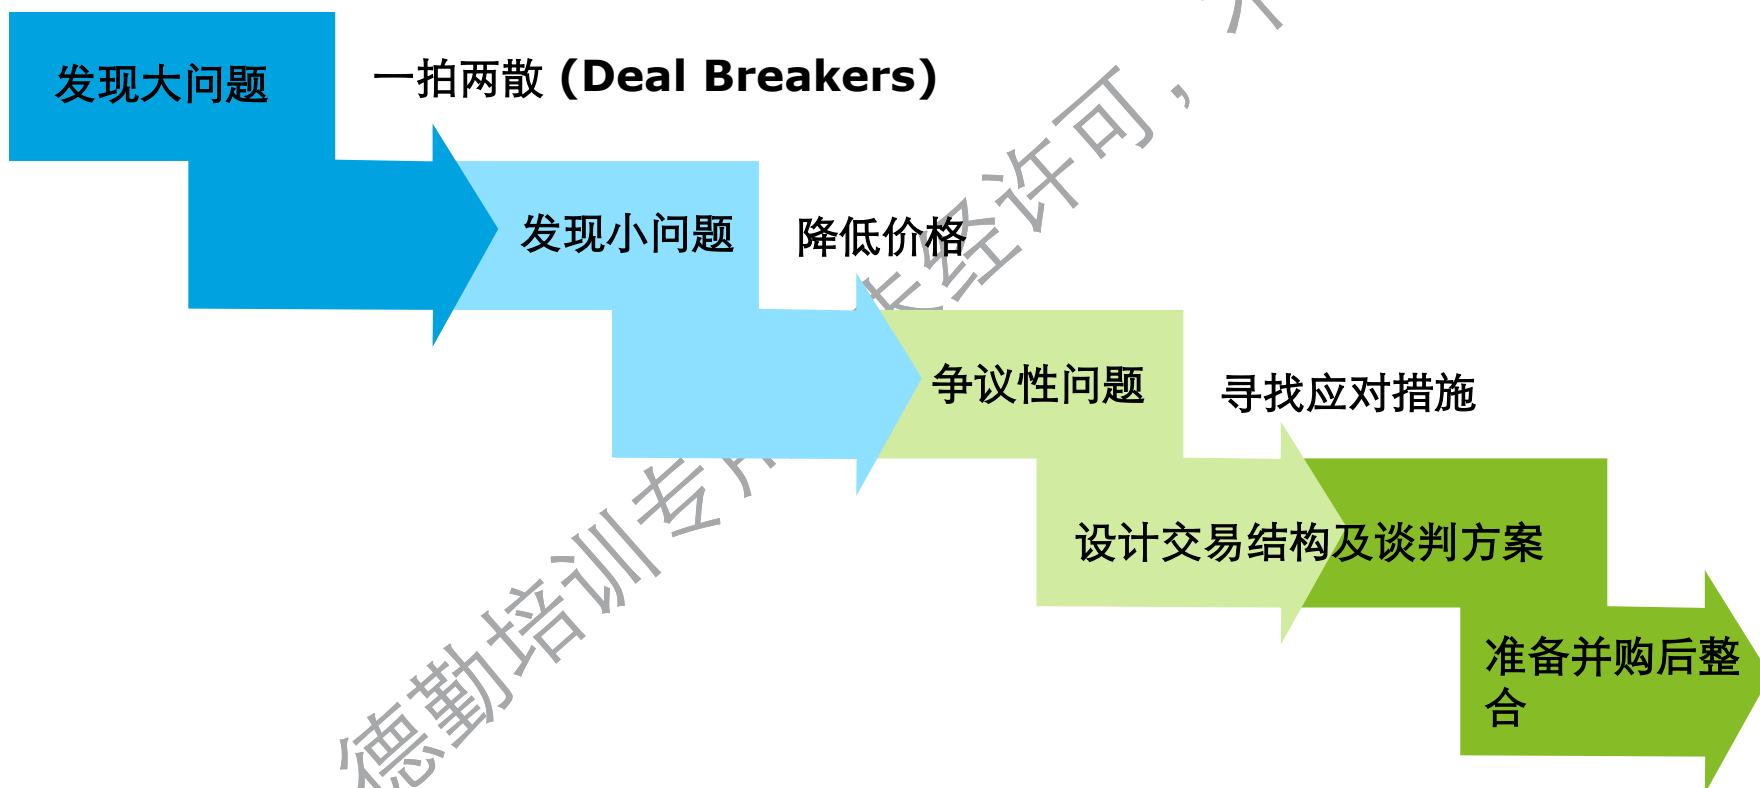 发现大问题
一拍两散 (Deal Breakers)
发现小问题
降低价格
争议性问题
寻找应对措施
设计交易结构及谈判方案
准备并购后整
合
德勤培训专用
未经许可，不